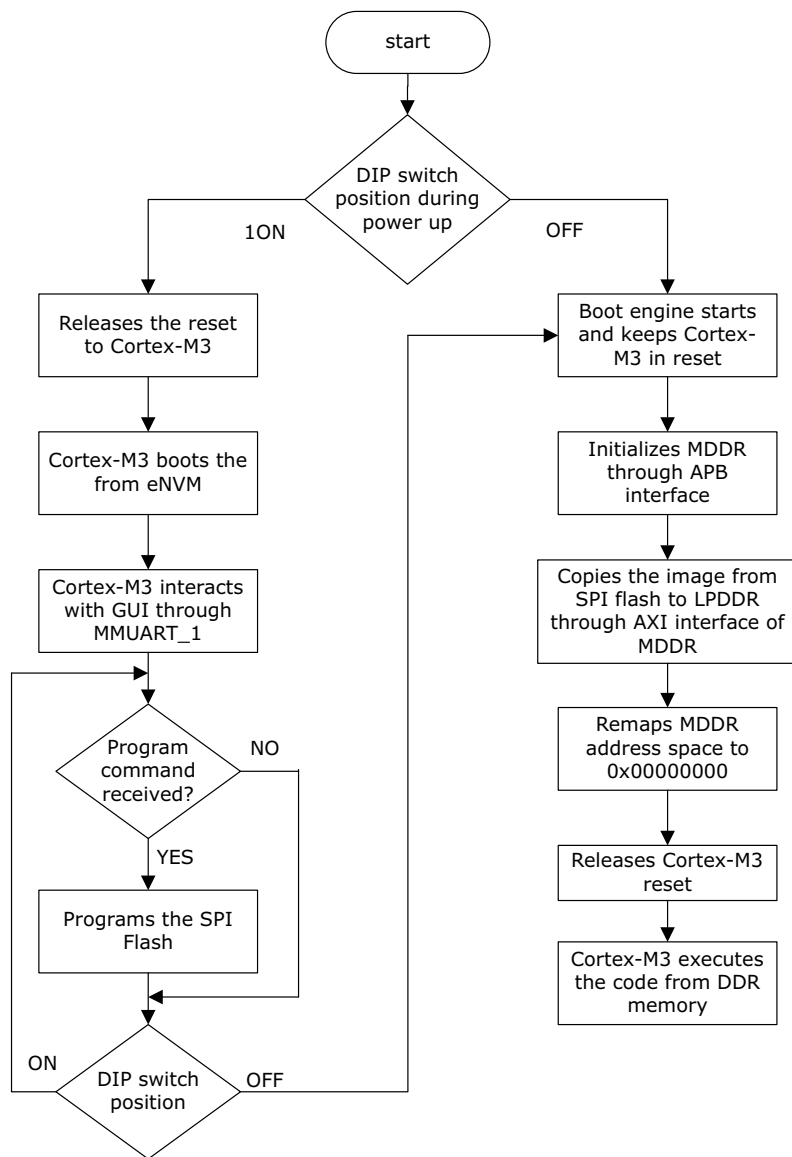 start
DIP switch
position during
power up
1ON
OFF
Releases the reset
to Cortex-M3
Cortex-M3 boots the
from eNVM
Cortex-M3 interacts
with GUI through
MMUART_1
Program
command
received?
NO
YES
Programs the SPI
Flash
DIP switch
position
ON
OFF
Boot engine starts
and keeps Cortex-
M3 in reset
Initializes MDDR
through APB
interface
Copies the image from
SPI flash to LPDDR
through AXI interface of
MDDR
Remaps MDDR
address space to
0x00000000
Releases Cortex-M3
reset
Cortex-M3 executes
the code from DDR
memory